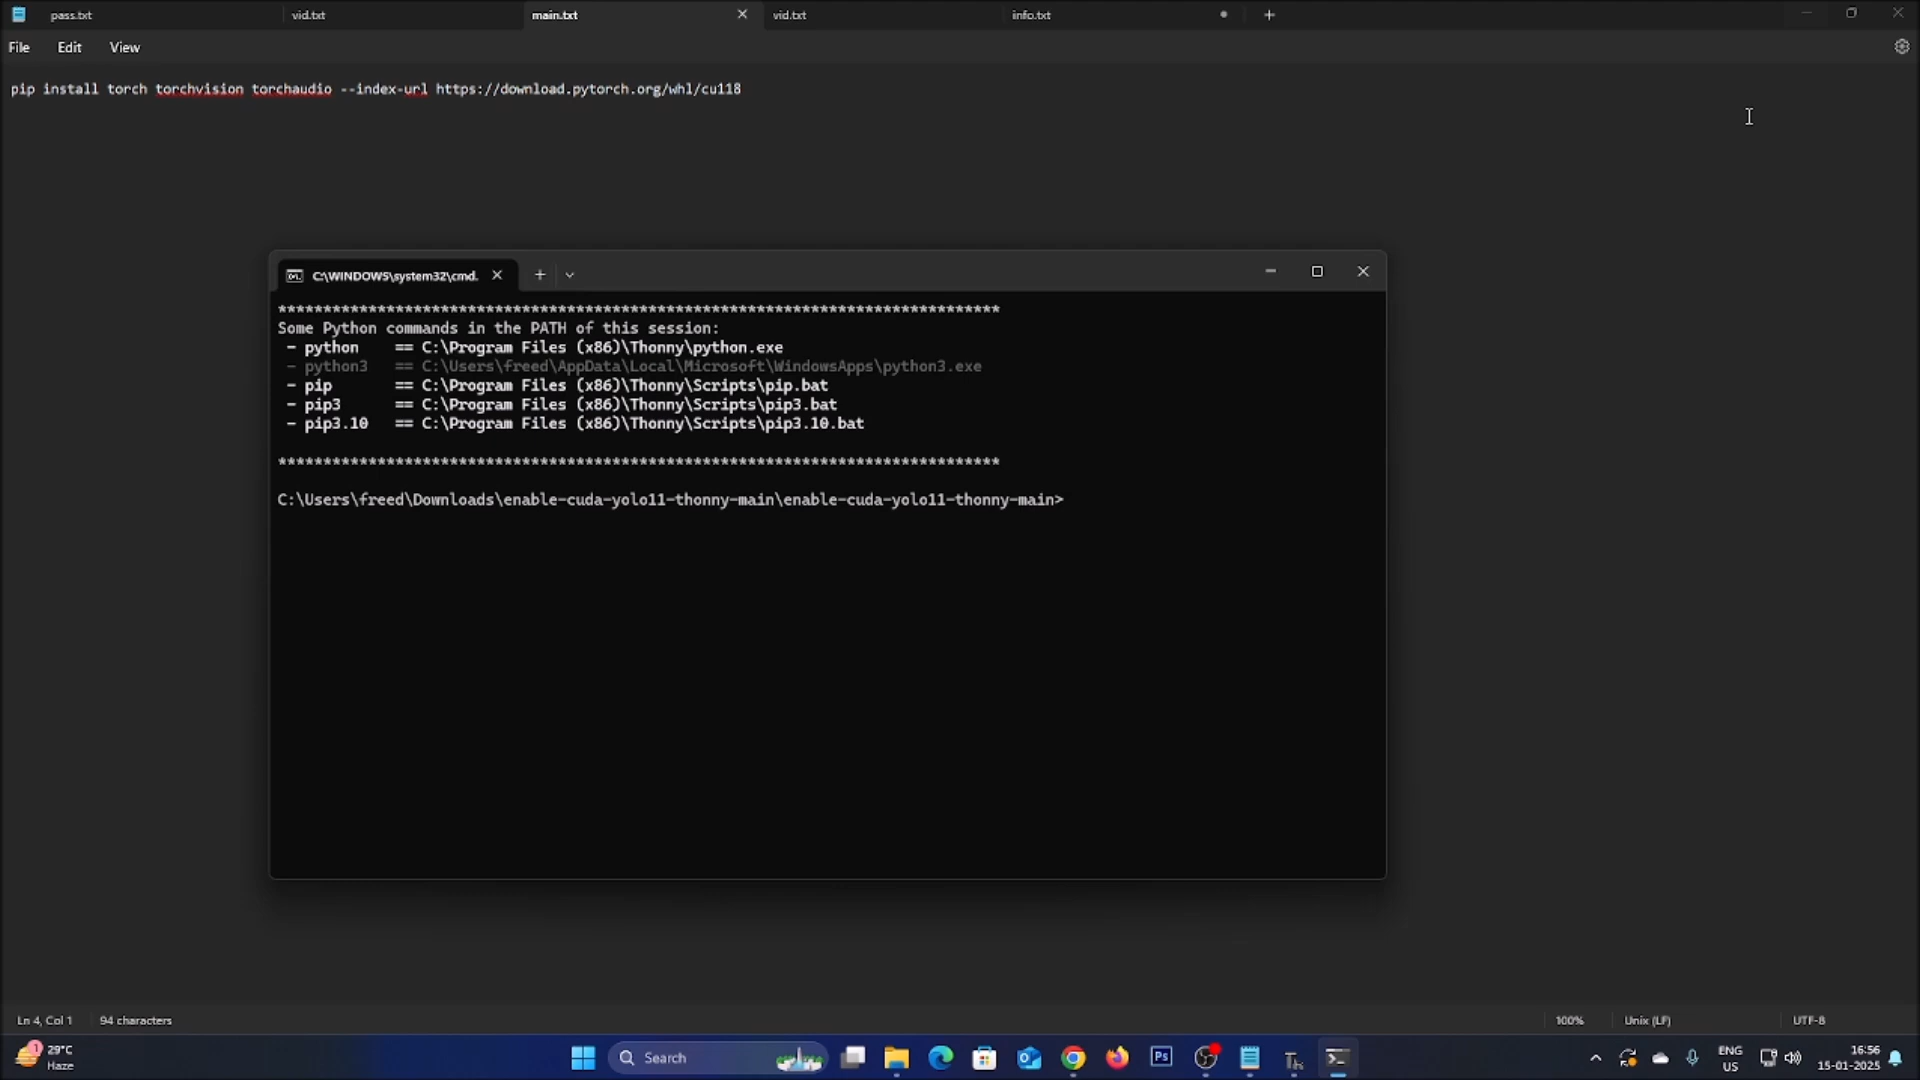 pass.txt
vid.txt
main.txt
vid.txt
info.txt
File
Edit
View
pip install torch torchvision torchaudio --index-url https://download.pytorch.org/whl/cu118
C:\WINDOWS\system32\cmd.
********************************************************************************
Some Python commands in the PATH of this session:
- python    == C:\Program Files (x86)\Thonny\python.exe
- python3   == C:\Users\freed\AppData\Local\Microsoft\WindowsApps\python3.exe
- pip       == C:\Program Files (x86)\Thonny\Scripts\pip.bat
- pip3      == C:\Program Files (x86)\Thonny\Scripts\pip3.bat
- pip3.10   == C:\Program Files (x86)\Thonny\Scripts\pip3.10.bat
********************************************************************************
C:\Users\freed\Downloads\enable-cuda-yolo11-thonny-main\enable-cuda-yolo11-thonny-main>
Ln 4, Col 1
94 characters
100%
Unix (LF)
UTF-8
1
29°C
Haze
Search
Ps
Th
ENG
US
16:56
15-01-2025